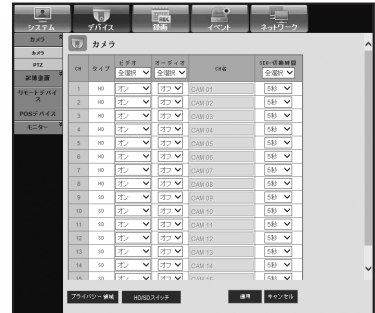 システム デバイス 録画 イベント ネットワーク
REC
カメラ
カメラ
PTZ
リモートデバイス
POSデバイス
モニター
カメラ
CH タイプ ビデオ オーディオ CH名 SEQ-切換時間
全選択 全選択 全選択
1 HD オン オフ CAM 01 5秒
2 HD オン オフ CAM 02 5秒
3 HD オン オフ CAM 03 5秒
4 HD オン オフ CAM 04 5秒
5 HD オン オフ CAM 05 5秒
6 HD オン オフ CAM 06 5秒
7 HD オン オフ CAM 07 5秒
8 HD オン オフ CAM 08 5秒
9 SD オン オフ CAM 09 5秒
10 SD オン オフ CAM 10 5秒
11 SD オン オフ CAM 11 5秒
12 SD オン オフ CAM 12 5秒
13 SD オン オフ CAM 13 5秒
14 SD オン オフ CAM 14 5秒
15 SD オン オフ CAM 15 5秒
プライバシー領域 HD/SDスイッチ 適用 キャンセル